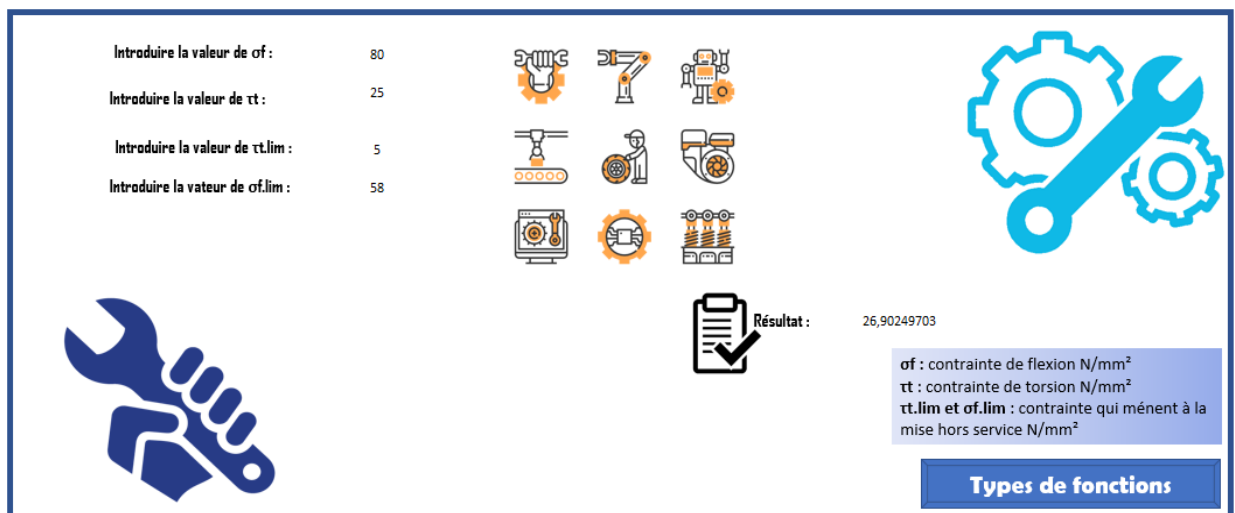 Introduire la valeur de σf : 80
Introduire la valeur de τt : 25
Introduire la valeur de τt.lim : 5
Introduire la vateur de σf.lim : 58
Résultat : 26,90249703
σf : contrainte de flexion N/mm²
τt : contrainte de torsion N/mm²
τt.lim et σf.lim : contrainte qui ménent à la
mise hors service N/mm²
Types de fonctions